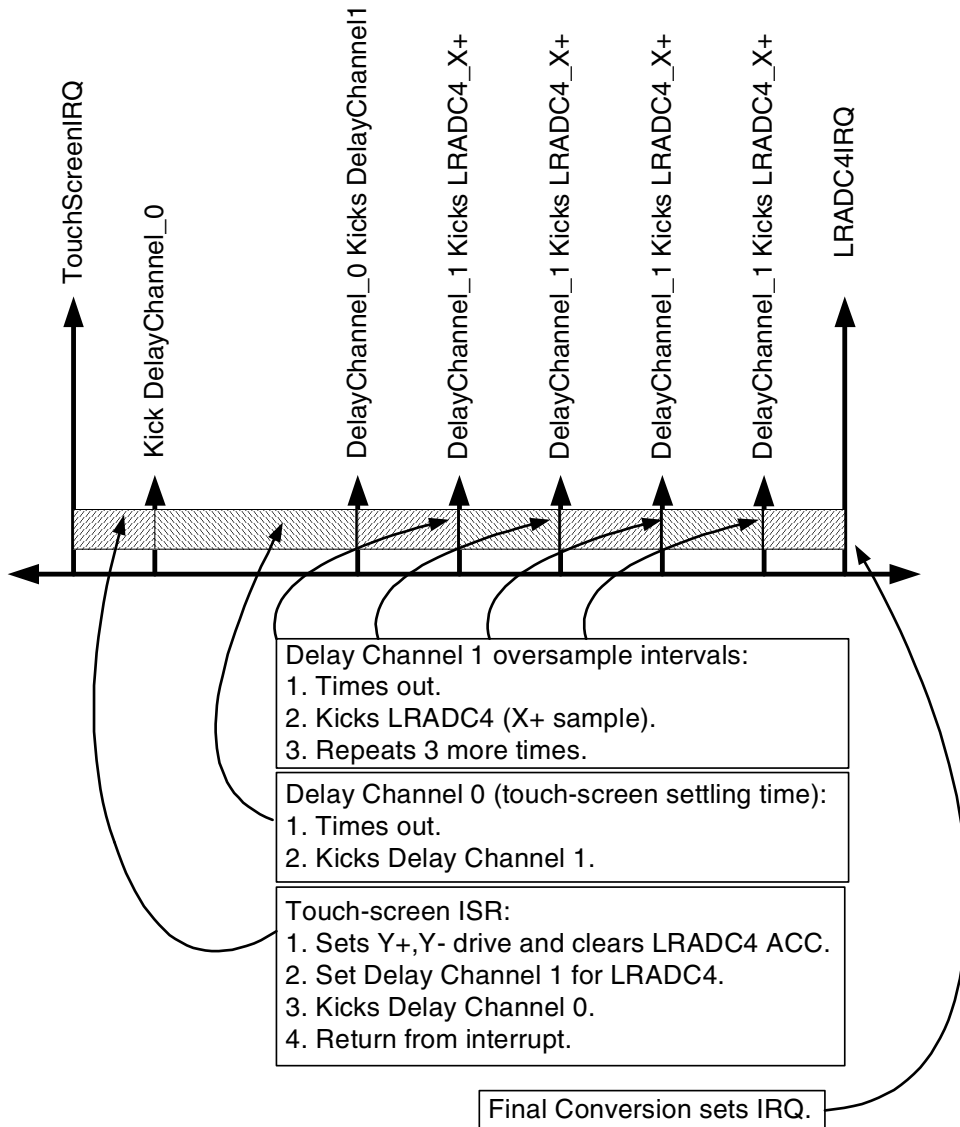 TouchScreenIRQ
Kick DelayChannel_0
DelayChannel_0 Kicks DelayChannel1
DelayChannel_1 Kicks LRADC4_X+
DelayChannel_1 Kicks LRADC4_X+
DelayChannel_1 Kicks LRADC4_X+
DelayChannel_1 Kicks LRADC4_X+
LRADC4IRQ
Delay Channel 1 oversample intervals:
1. Times out.
2. Kicks LRADC4 (X+ sample).
3. Repeats 3 more times.
Delay Channel 0 (touch-screen settling time):
1. Times out.
2. Kicks Delay Channel 1.
Touch-screen ISR:
1. Sets Y+,Y- drive and clears LRADC4 ACC.
2. Set Delay Channel 1 for LRADC4.
3. Kicks Delay Channel 0.
4. Return from interrupt.
Final Conversion sets IRQ.